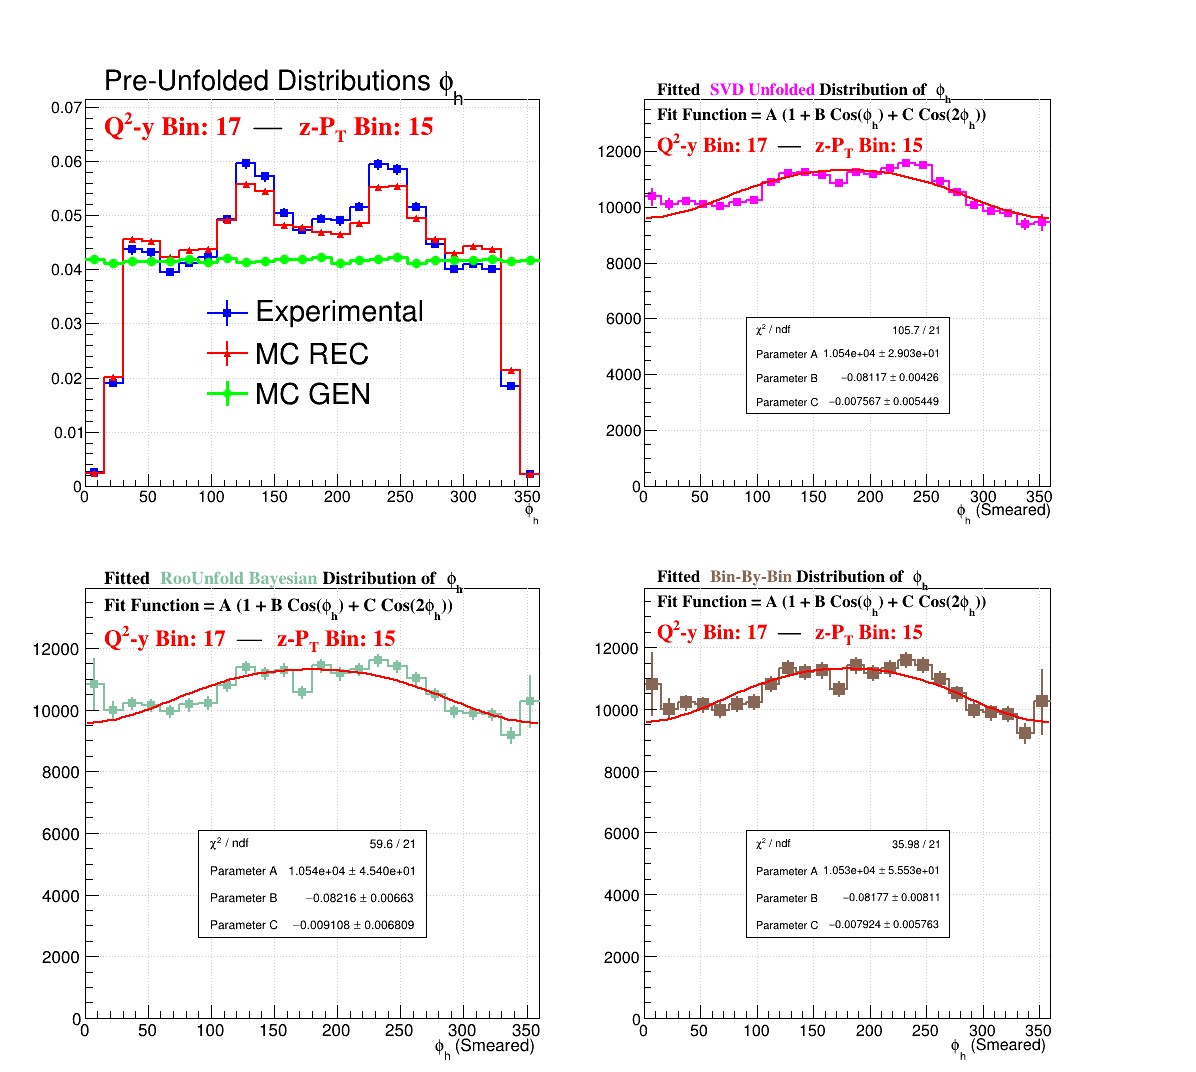 Pre-Unfolded Distributions ϕh
Q2-y Bin: 17 — z-PT Bin: 15
0.07
0.06
0.05
0.04
0.03
0.02
0.01
0
Experimental
MC REC
MC GEN
0 50 100 150 200 250 300
ϕh
Fitted SVD Unfolded Distribution of ϕh
Fit Function = A (1 + B Cos(ϕh) + C Cos(2ϕh))
Q2-y Bin: 17 — z-PT Bin: 15
12000
10000
8000
6000
4000
2000
0
χ2 / ndf 105.7 / 21
Parameter A 1.054e+04 ± 2.903e+01
Parameter B −0.08117 ± 0.00426
Parameter C −0.007567 ± 0.005449
0 50 100 150 200 250 300 350
ϕh (Smeared)
Fitted RooUnfold Bayesian Distribution of ϕh
Fit Function = A (1 + B Cos(ϕh) + C Cos(2ϕh))
Q2-y Bin: 17 — z-PT Bin: 15
12000
10000
8000
6000
4000
2000
0
χ2 / ndf 59.6 / 21
Parameter A 1.054e+04 ± 4.540e+01
Parameter B −0.08216 ± 0.00663
Parameter C −0.009108 ± 0.006809
0 50 100 150 200 250 300 350
ϕh (Smeared)
Fitted Bin-By-Bin Distribution of ϕh
Fit Function = A (1 + B Cos(ϕh) + C Cos(2ϕh))
Q2-y Bin: 17 — z-PT Bin: 15
12000
10000
8000
6000
4000
2000
0
χ2 / ndf 35.98 / 21
Parameter A 1.053e+04 ± 5.553e+01
Parameter B −0.08177 ± 0.00811
Parameter C −0.007924 ± 0.005763
0 50 100 150 200 250 300 350
ϕh (Smeared)